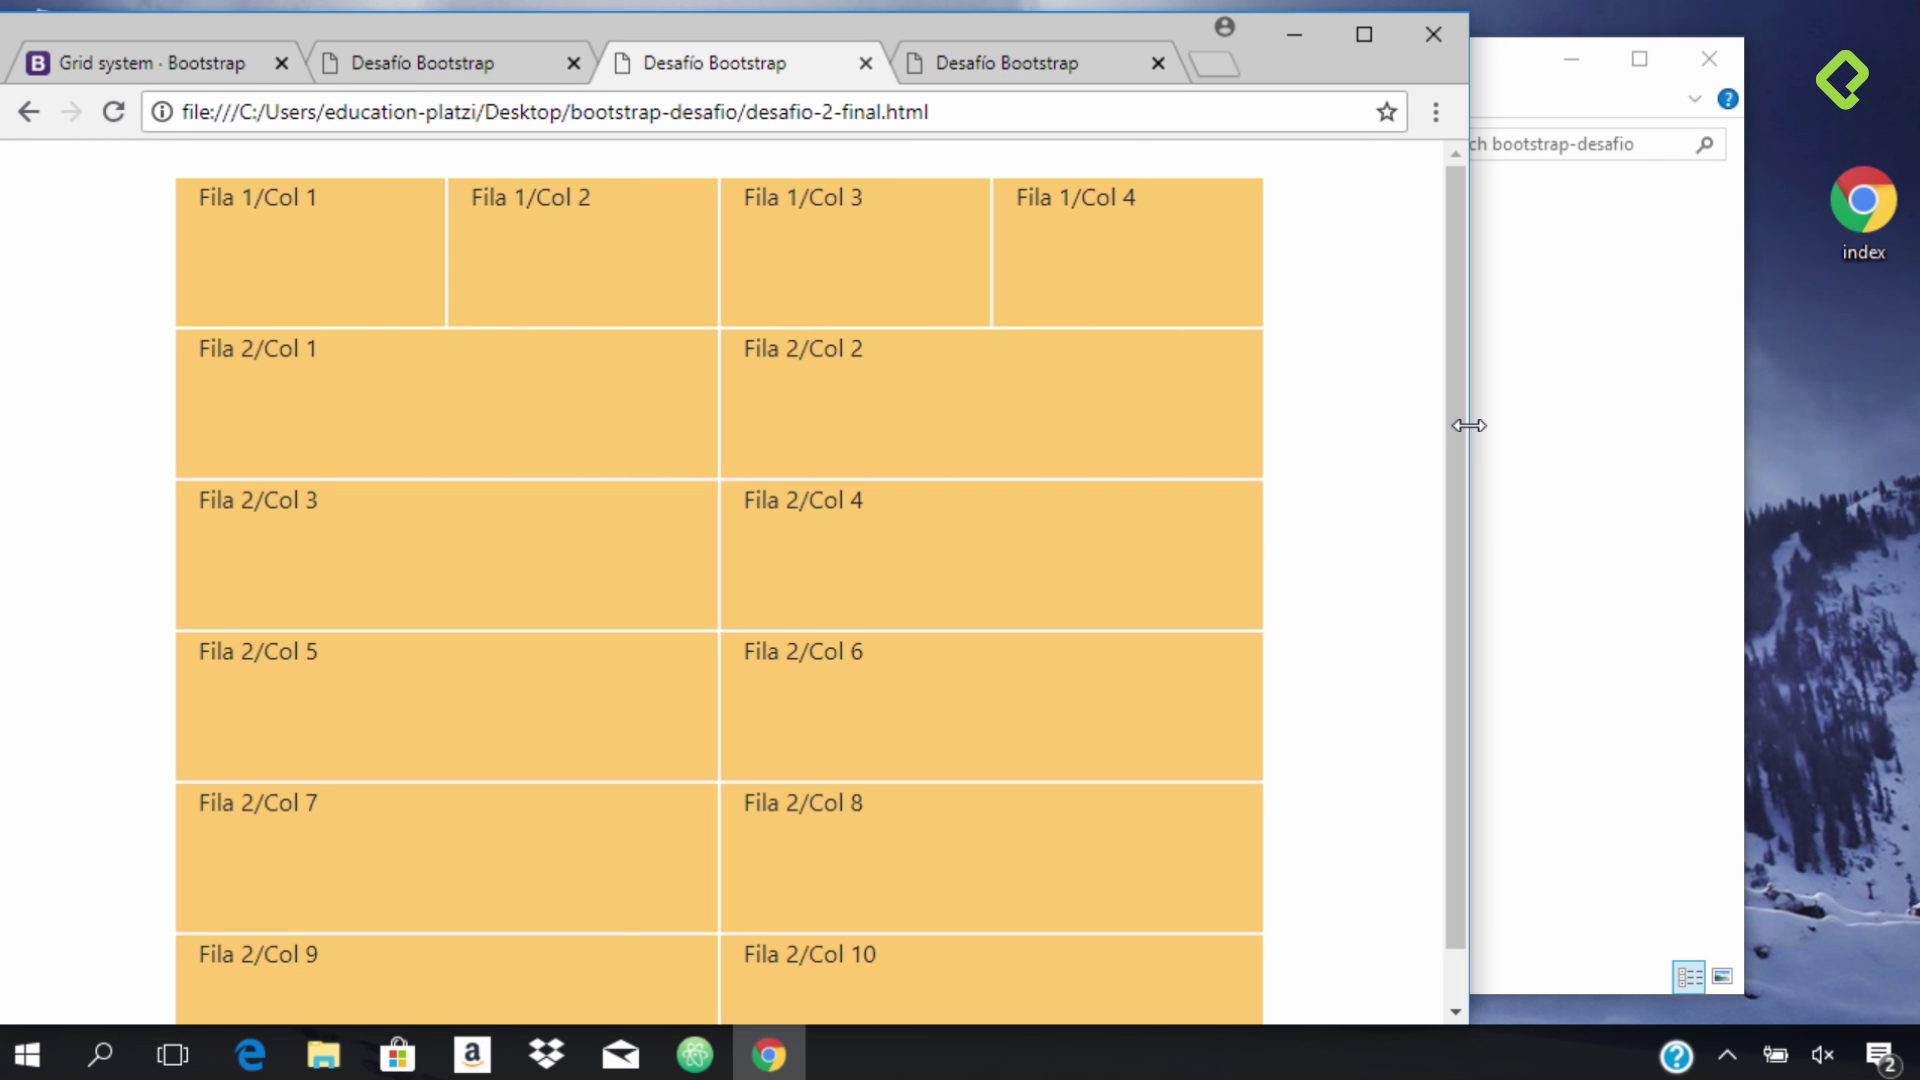 Grid system · Bootstrap
Desafío Bootstrap
Desafío Bootstrap
Desafío Bootstrap
file:///C:/Users/education-platzi/Desktop/bootstrap-desafio/desafio-2-final.html
ch bootstrap-desafio
index
Fila 1/Col 1
Fila 1/Col 2
Fila 1/Col 3
Fila 1/Col 4
Fila 2/Col 1
Fila 2/Col 2
Fila 2/Col 3
Fila 2/Col 4
Fila 2/Col 5
Fila 2/Col 6
Fila 2/Col 7
Fila 2/Col 8
Fila 2/Col 9
Fila 2/Col 10
2